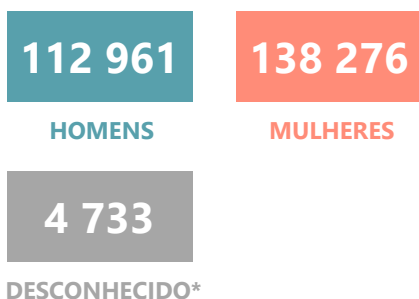 112 961 138 276
HOMENS MULHERES
4 733
DESCONHECIDO*